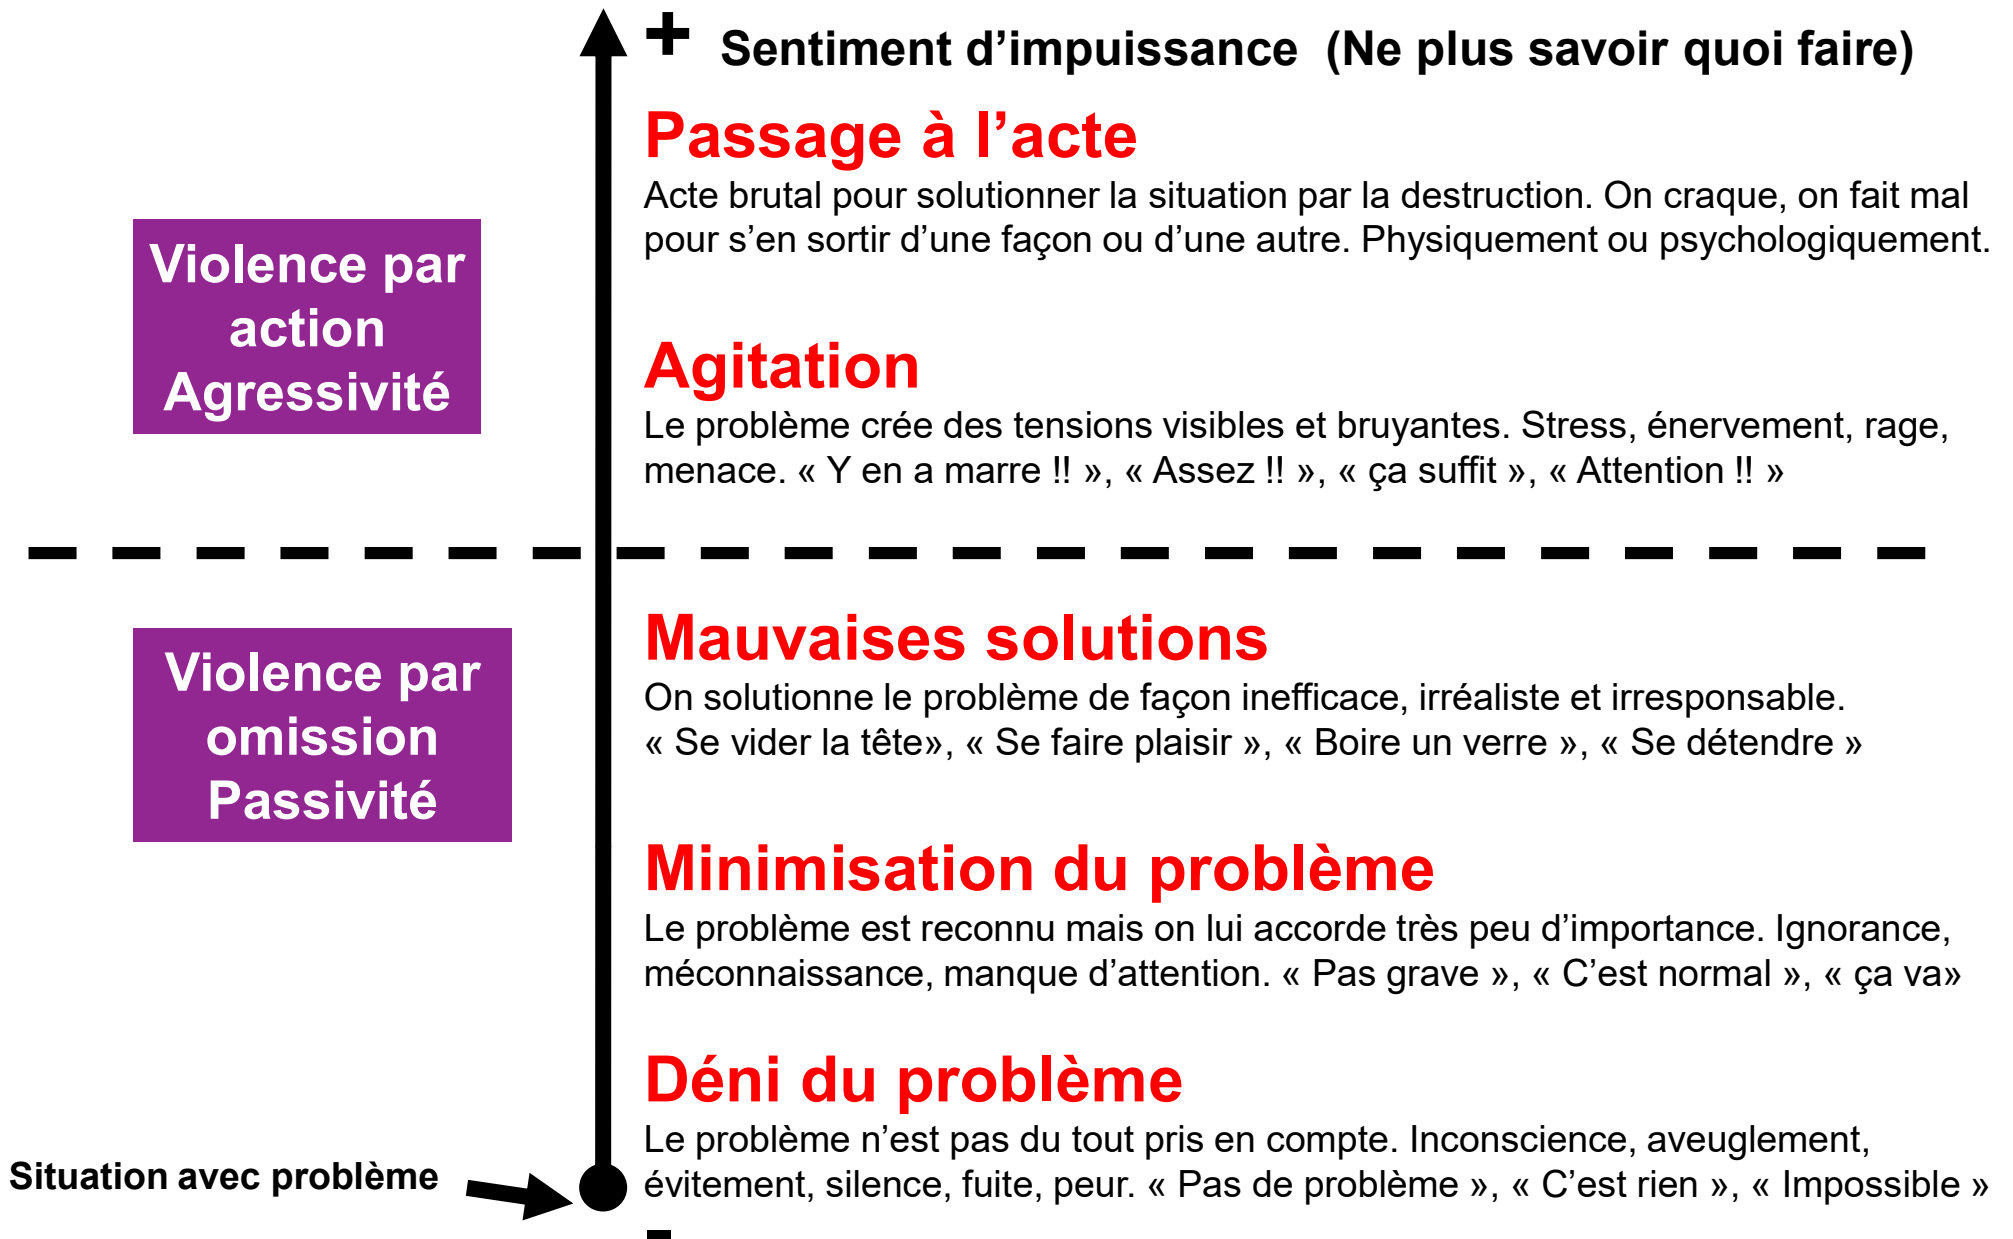 + Sentiment d’impuissance (Ne plus savoir quoi faire)
Passage à l’acte
Acte brutal pour solutionner la situation par la destruction. On craque, on fait mal
pour s’en sortir d’une façon ou d’une autre. Physiquement ou psychologiquement.
Violence par
action
Agressivité
Agitation
Le problème crée des tensions visibles et bruyantes. Stress, énervement, rage,
menace. « Y en a marre !! », « Assez !! », « ça suffit », « Attention !! »
Mauvaises solutions
On solutionne le problème de façon inefficace, irréaliste et irresponsable.
« Se vider la tête», « Se faire plaisir », « Boire un verre », « Se détendre »
Violence par
omission
Passivité
Minimisation du problème
Le problème est reconnu mais on lui accorde très peu d’importance. Ignorance,
méconnaissance, manque d’attention. « Pas grave », « C’est normal », « ça va»
Déni du problème
Le problème n’est pas du tout pris en compte. Inconscience, aveuglement,
évitement, silence, fuite, peur. « Pas de problème », « C’est rien », « Impossible »
Situation avec problème
-